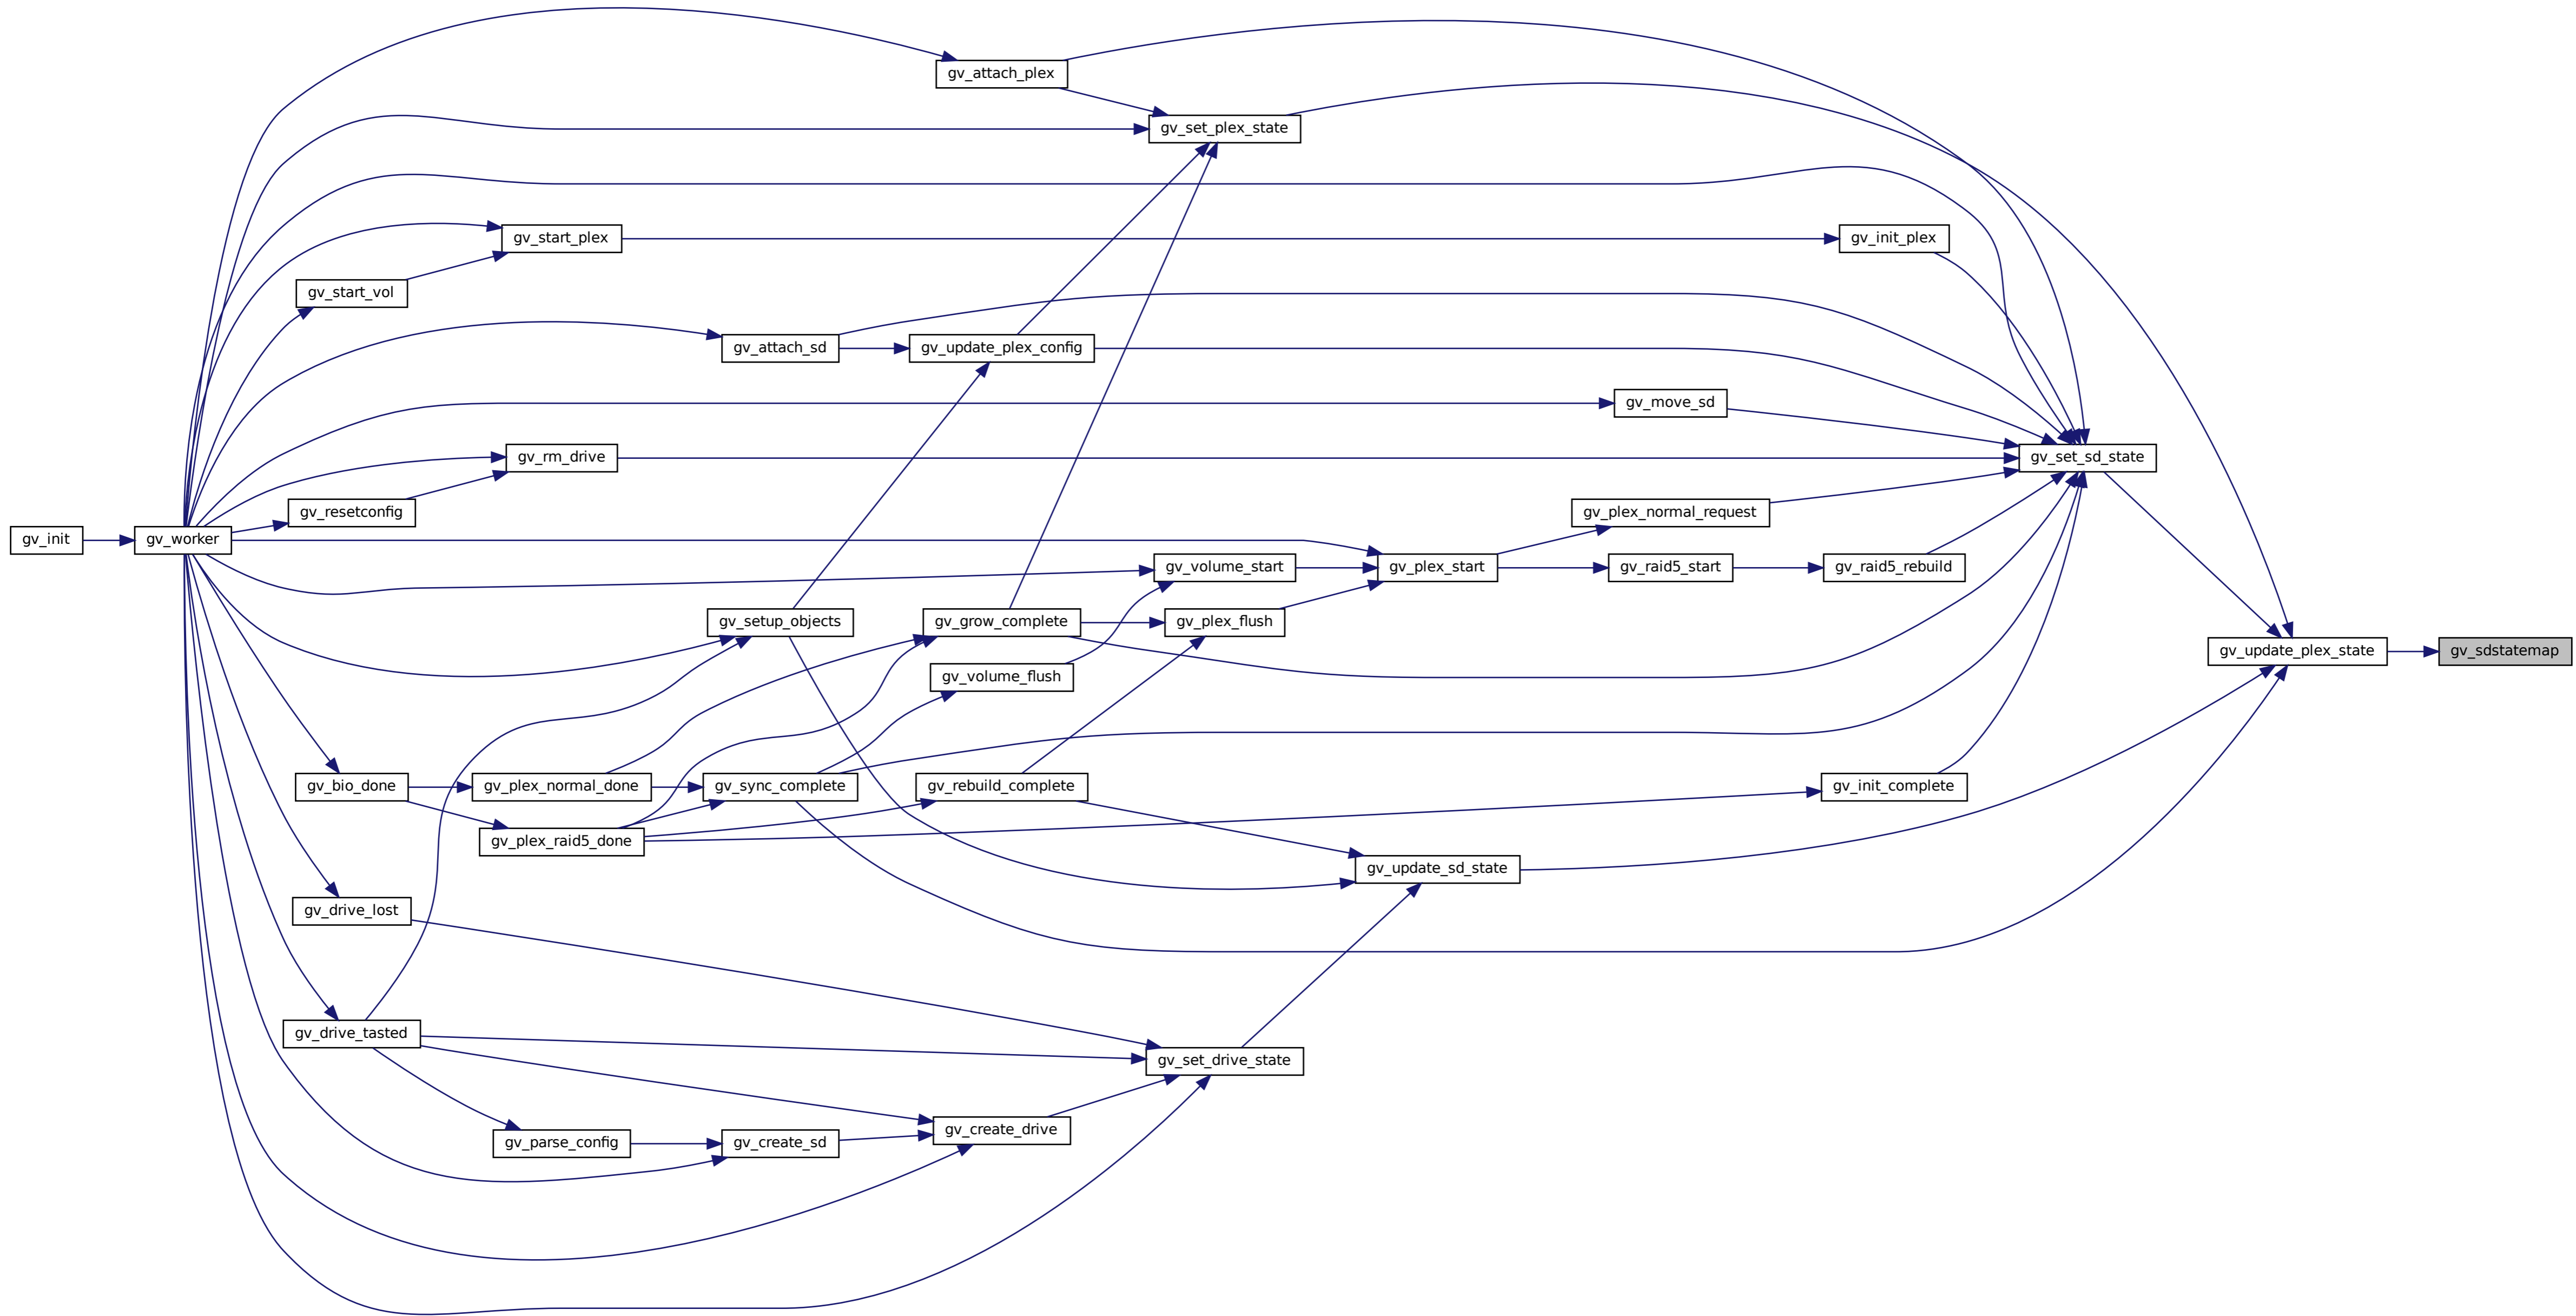 gv_attach_plex
gv_set_plex_state
gv_start_plex
gv_init_plex
gv_start_vol
gv_attach_sd
gv_update_plex_config
gv_move_sd
gv_rm_drive
gv_set_sd_state
gv_resetconfig
gv_plex_normal_request
gv_init
gv_worker
gv_volume_start
gv_plex_start
gv_raid5_start
gv_raid5_rebuild
gv_setup_objects
gv_grow_complete
gv_plex_flush
gv_update_plex_state
gv_sdstatemap
gv_volume_flush
gv_bio_done
gv_plex_normal_done
gv_sync_complete
gv_rebuild_complete
gv_init_complete
gv_plex_raid5_done
gv_update_sd_state
gv_drive_lost
gv_drive_tasted
gv_set_drive_state
gv_create_drive
gv_parse_config
gv_create_sd